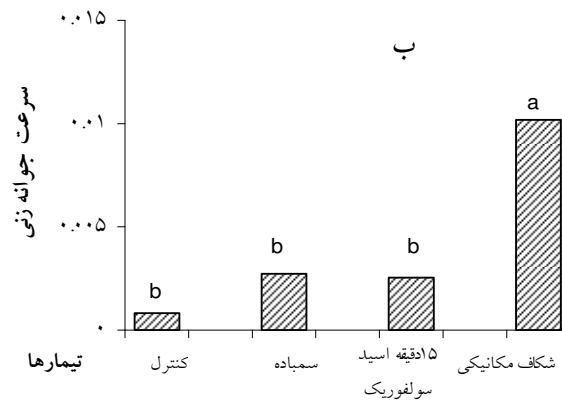 ۰.۰۱۵
ب
سرعت جوانه زنی
a
۰.۰۱
۰.۰۰۵
b
b
b
۰
تیمارها
کنترل
سمباده
۱۵دقیقه اسید
سولفوریک
شکاف مکانیکی